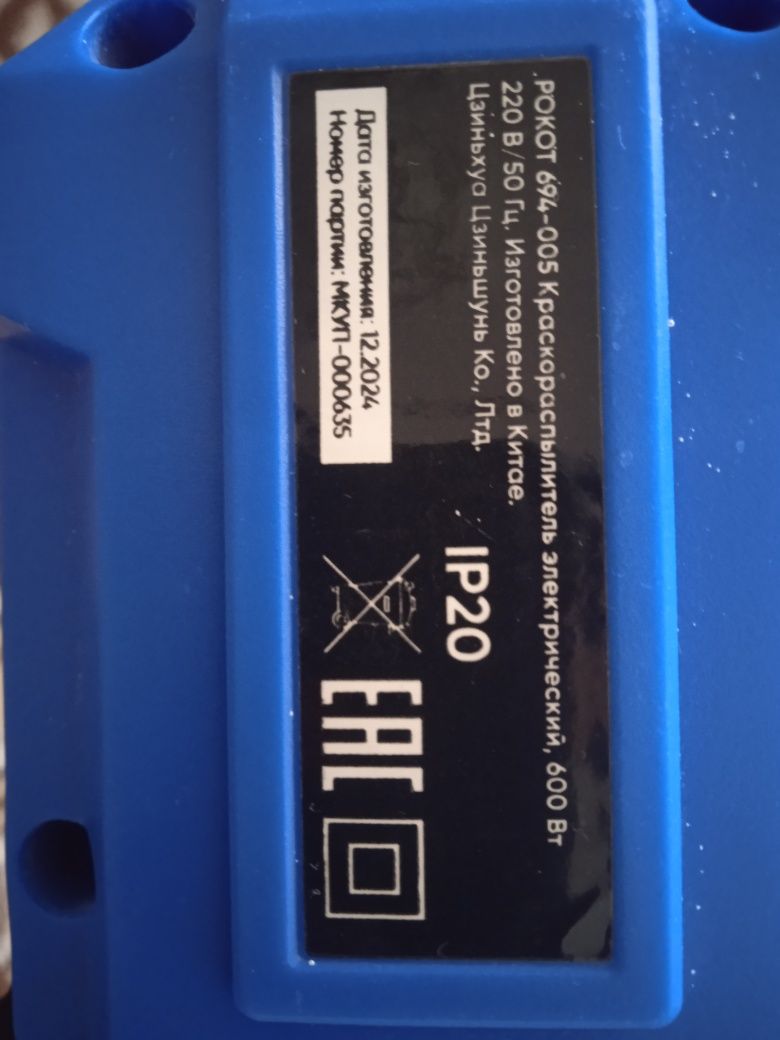 РОКОТ 694-005 Краскораспылитель электрический, 600 Вт
220 В/50 Гц. Изготовлено в Китае.
Цзиньхуа Цзиньшунь Ко., Лтд.
IP20
Дата изготовления: 12.2024
Номер партии: МКУП-000635
EAC